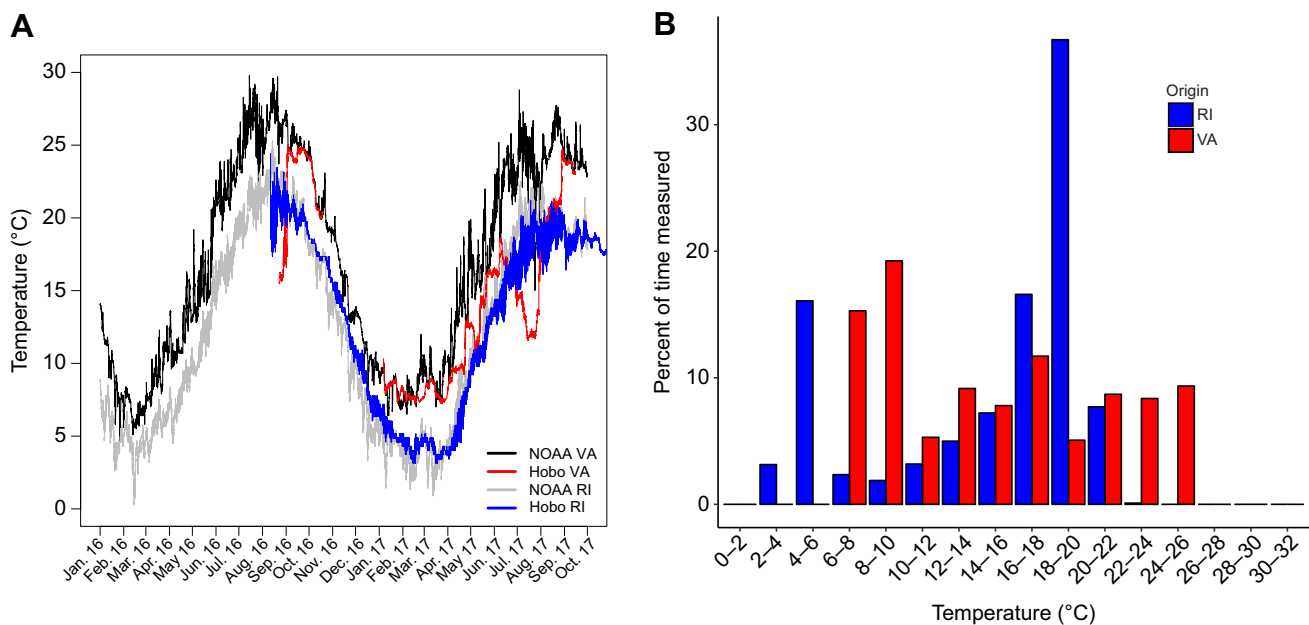 A
Temperature (°C)
30
25
20
15
10
5
0
NOAA VA
Hobo VA
NOAA RI
Hobo RI
Jan. 16
Feb. 16
Mar. 16
Apr. 16
May 16
Jun. 16
Jul. 16
Aug. 16
Sep. 16
Oct. 16
Nov. 16
Dec. 16
Jan. 17
Feb. 17
Mar. 17
Apr. 17
May 17
Jun. 17
Jul. 17
Aug. 17
Sep. 17
Oct. 17
B
Percent of time measured
30
20
10
0
Origin
RI
VA
0–2
2–4
4–6
6–8
8–10
10–12
12–14
14–16
16–18
18–20
20–22
22–24
24–26
26–28
28–30
30–32
Temperature (°C)